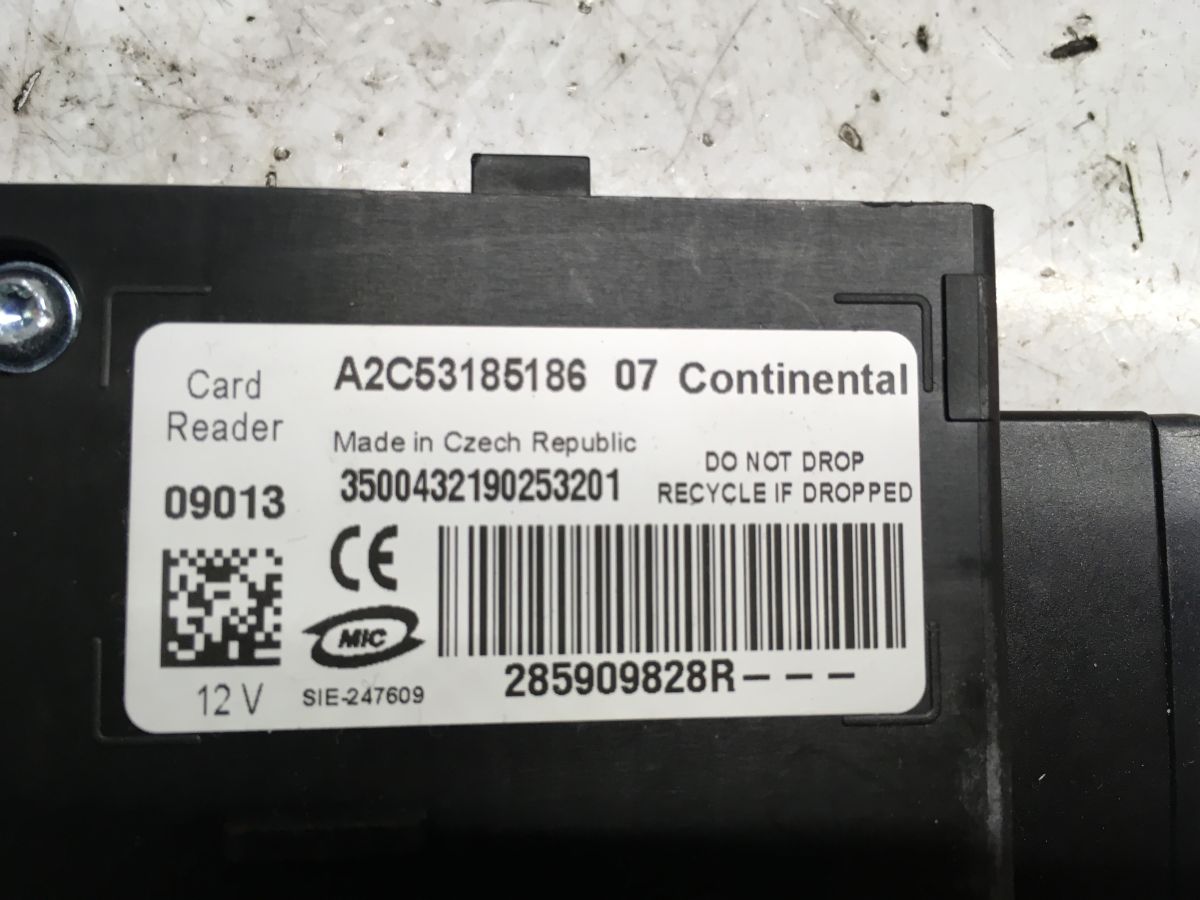 Card
Reader
09013
12 V
A2C53185186 07 Continental
Made in Czech Republic
3500432190253201
DO NOT DROP
RECYCLE IF DROPPED
CE
MIC
SIE-247609
285909828R---